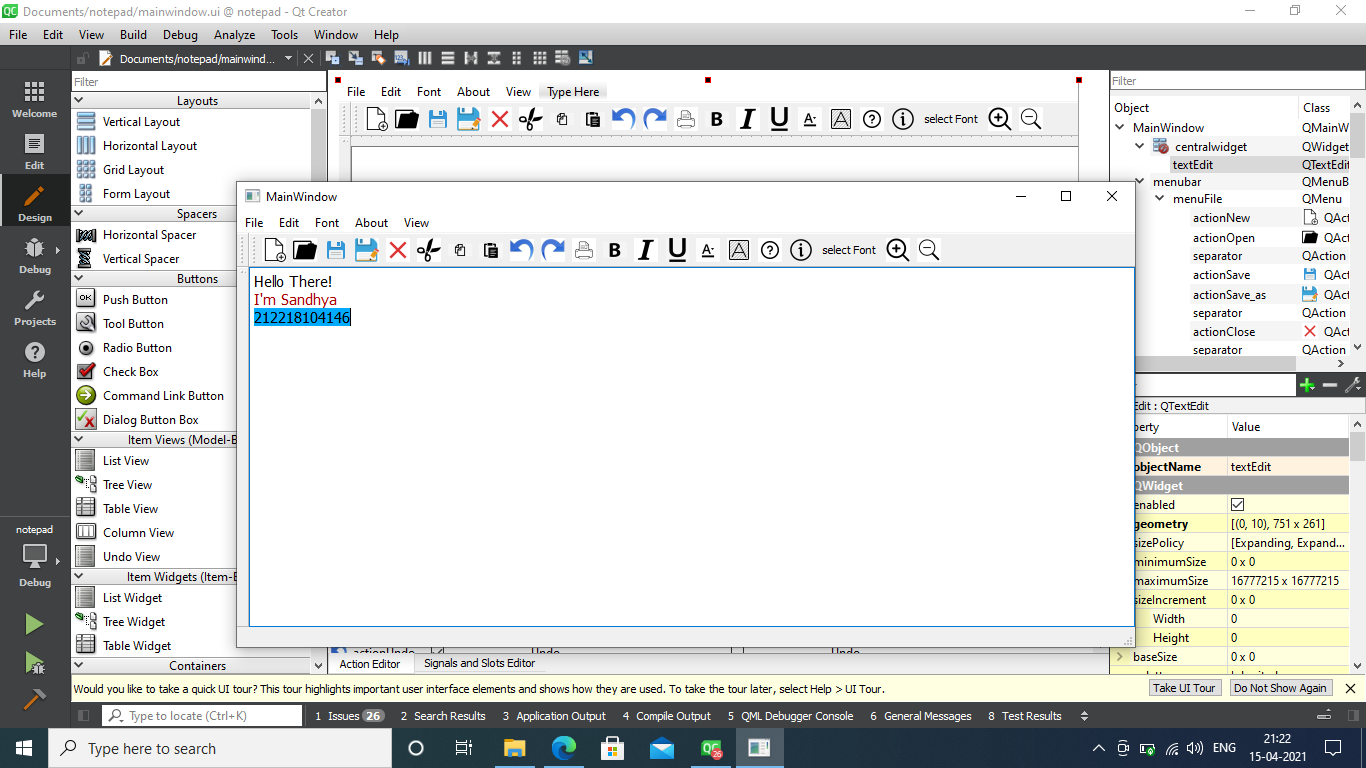 Documents/notepad/mainwindow.ui @ notepad - Qt Creator
File Edit View Build Debug Analyze Tools Window Help
Documents/notepad/mainwind...
Filter
Layouts
Vertical Layout
Horizontal Layout
Grid Layout
Form Layout
Spacers
Horizontal Spacer
Vertical Spacer
Buttons
Push Button
Tool Button
Radio Button
Check Box
Command Link Button
Dialog Button Box
Item Views (Model-B
List View
Tree View
Table View
Column View
Undo View
Item Widgets (Item-B
List Widget
Tree Widget
Table Widget
Containers
Welcome
Edit
Design
Debug
Projects
Help
notepad
Debug
File Edit Font About View Type Here
select Font
MainWindow
File Edit Font About View
select Font
Hello There!
I'm Sandhya
212218104146
Action Editor Signals and Slots Editor
Filter
Object Class
MainWindow QMainW
centralwidget QWidget
textEdit QTextEdit
menubar QMenuB
menuFile QMenu
actionNew QAct
actionOpen QAct
separator QAction
actionSave QAct
actionSave_as QAct
separator QAction
actionClose QAct
separator QAction
Edit : QTextEdit
perty Value
QObject
objectName textEdit
QWidget
enabled
geometry [(0, 10), 751 x 261]
sizePolicy [Expanding, Expand...
minimumSize 0 x 0
maximumSize 16777215 x 16777215
sizeIncrement 0 x 0
Width 0
Height 0
baseSize 0 x 0
Would you like to take a quick UI tour? This tour highlights important user interface elements and shows how they are used. To take the tour later, select Help > UI Tour.
Take UI Tour Do Not Show Again
Type to locate (Ctrl+K) 1 Issues 26 2 Search Results 3 Application Output 4 Compile Output 5 QML Debugger Console 6 General Messages 8 Test Results
Type here to search
ENG
21:22
15-04-2021